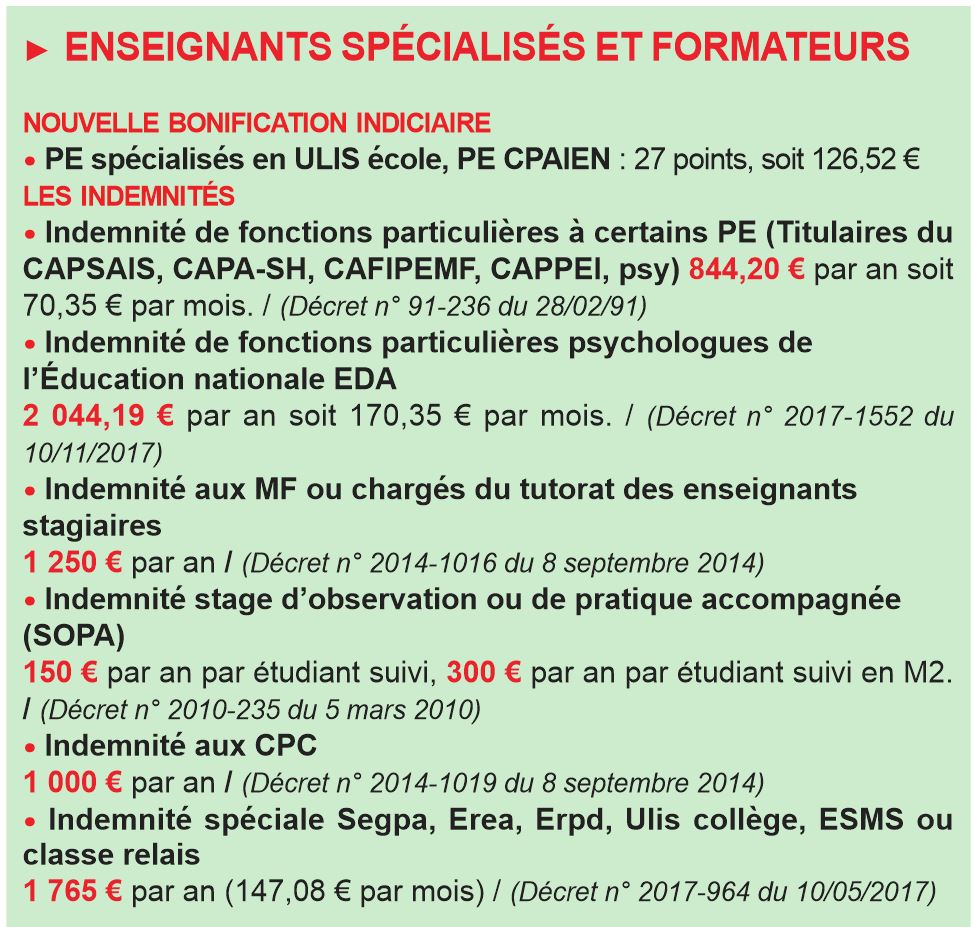 ► ENSEIGNANTS SPÉCIALISÉS ET FORMATEURS
NOUVELLE BONIFICATION INDICIAIRE
• PE spécialisés en ULIS école, PE CPAIEN : 27 points, soit 126,52 €
LES INDEMNITÉS
• Indemnité de fonctions particulières à certains PE (Titulaires du
CAPSAIS, CAPA-SH, CAFIPEMF, CAPPEI, psy) 844,20 € par an soit
70,35 € par mois. / (Décret n° 91-236 du 28/02/91)
• Indemnité de fonctions particulières psychologues de
l’Éducation nationale EDA
2 044,19 € par an soit 170,35 € par mois. / (Décret n° 2017-1552 du
10/11/2017)
• Indemnité aux MF ou chargés du tutorat des enseignants
stagiaires
1 250 € par an / (Décret n° 2014-1016 du 8 septembre 2014)
• Indemnité stage d’observation ou de pratique accompagnée
(SOPA)
150 € par an par étudiant suivi, 300 € par an par étudiant suivi en M2.
/ (Décret n° 2010-235 du 5 mars 2010)
• Indemnité aux CPC
1 000 € par an / (Décret n° 2014-1019 du 8 septembre 2014)
• Indemnité spéciale Segpa, Erea, Erpd, Ulis collège, ESMS ou
classe relais
1 765 € par an (147,08 € par mois) / (Décret n° 2017-964 du 10/05/2017)